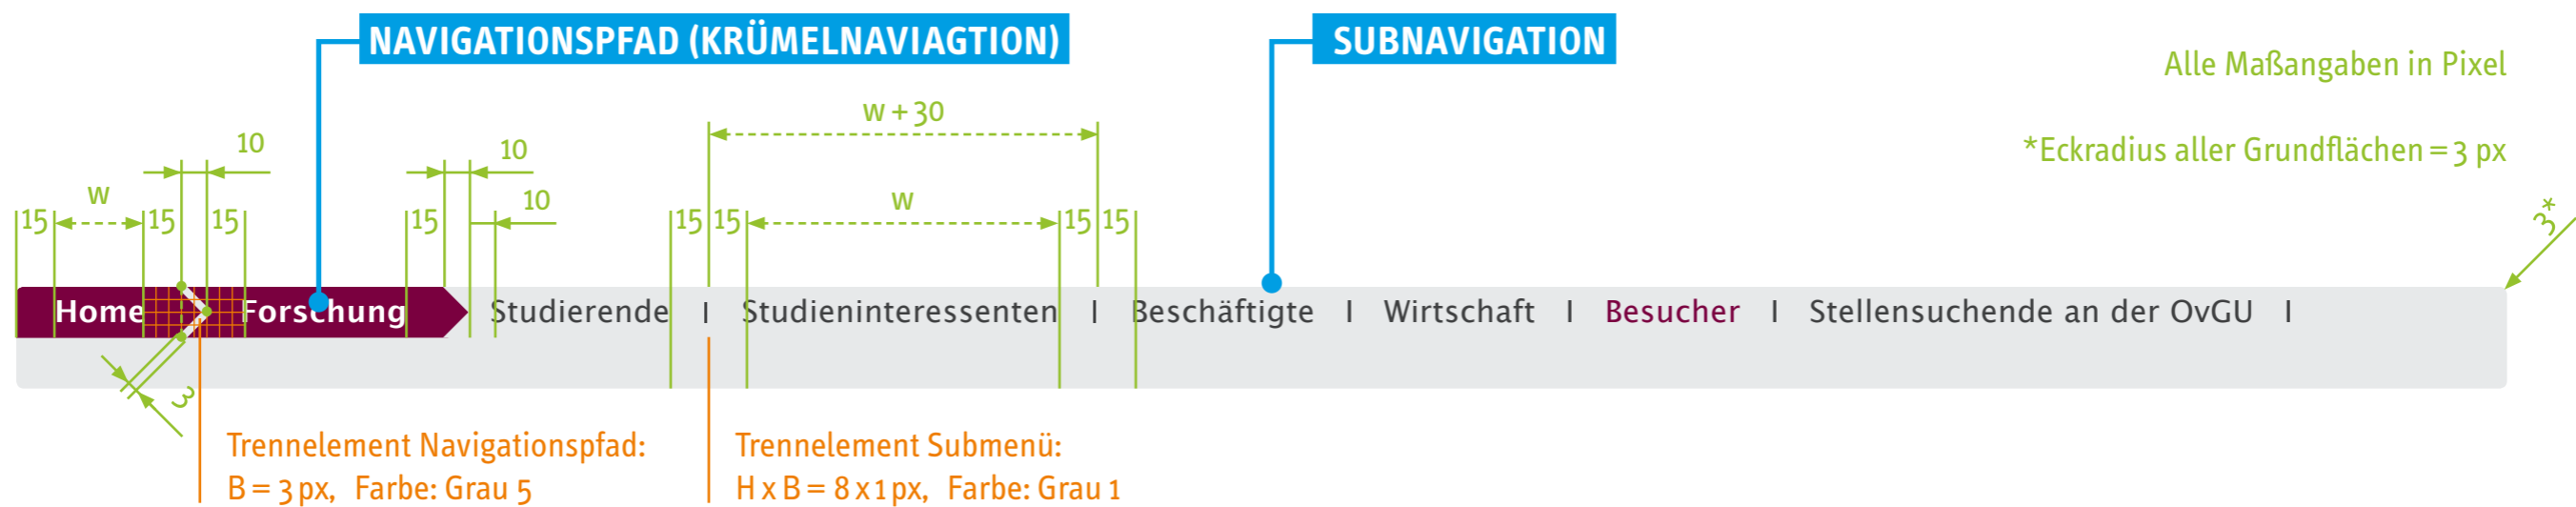 NAVIGATIONSPFAD (KRÜMELNAVIAGTION)
SUBNAVIGATION
Alle Maßangaben in Pixel
*Eckradius aller Grundflächen = 3 px
w + 30
10
10
10
w
w
15
15
15
15
15
15
15
15
3*
Home
Forschung
Studierende I Studieninteressenten I Beschäftigte I Wirtschaft I Besucher I Stellensuchende an der OvGU I
3
Trennelement Navigationspfad:
B = 3 px, Farbe: Grau 5
Trennelement Submenü:
H x B = 8 x 1 px, Farbe: Grau 1